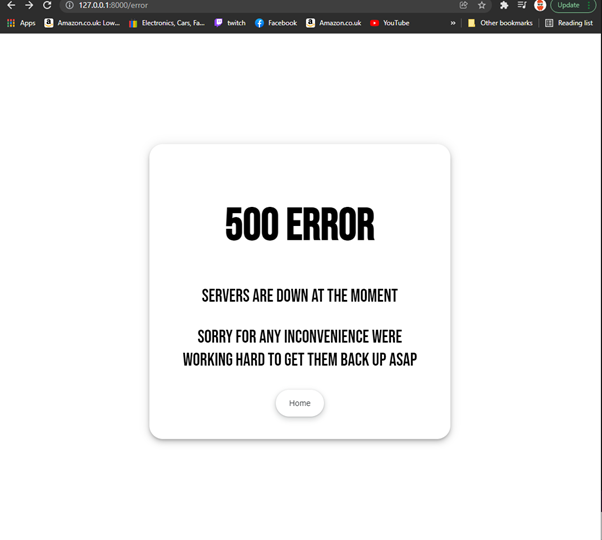 127.0.0.1:8000/error
Update
Apps
Amazon.co.uk: Low...
Electronics, Cars, Fa...
twitch
Facebook
Amazon.co.uk
YouTube
»
Other bookmarks
Reading list
500 ERROR
SERVERS ARE DOWN AT THE MOMENT
SORRY FOR ANY INCONVENIENCE WERE
WORKING HARD TO GET THEM BACK UP ASAP
Home